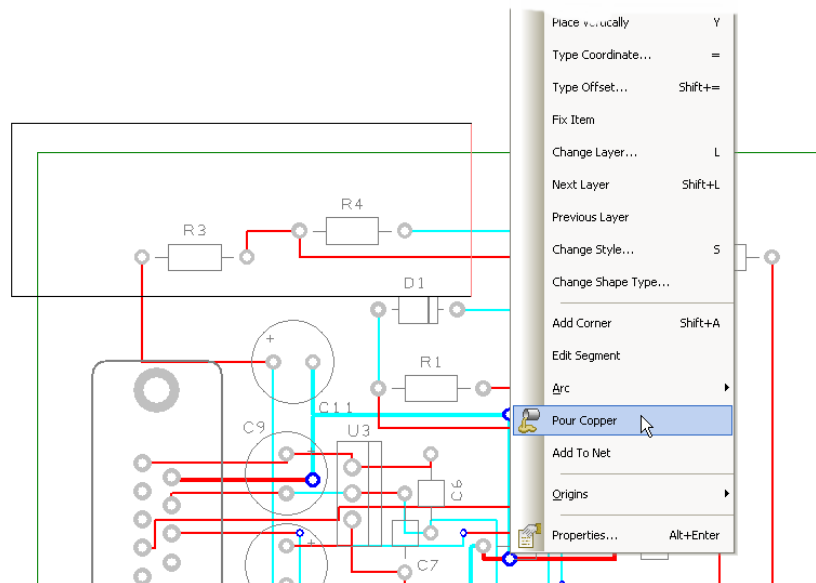 Place Vertically Y
Type Coordinate... =
Type Offset... Shift+=
Fix Item
Change Layer... L
Next Layer Shift+L
Previous Layer
Change Style... S
Change Shape Type...
Add Corner Shift+A
Edit Segment
Arc
Pour Copper
Add To Net
Origins
Properties... Alt+Enter
R4
R3
D1
+
R1
C11
C9
+
U3
C6
+
C7